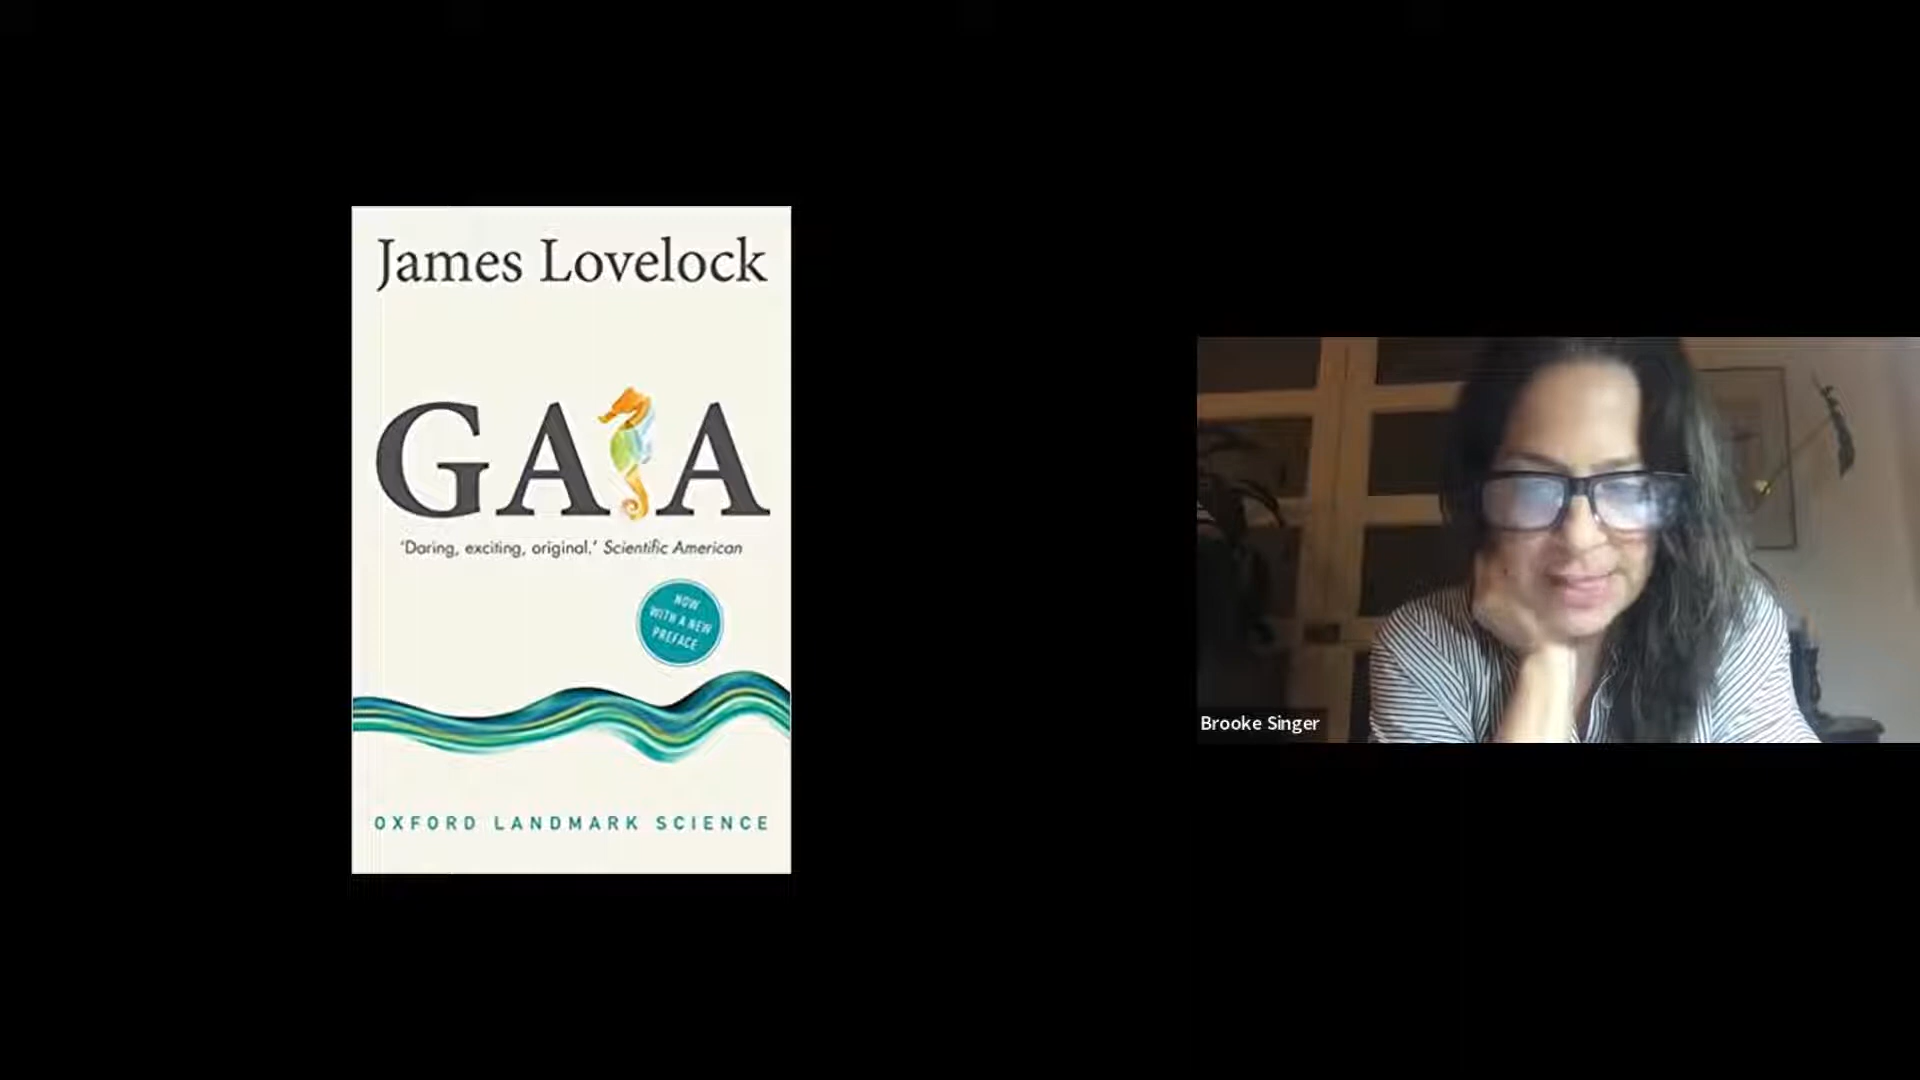 James Lovelock
GAIA
‘Daring, exciting, original,’ Scientific American
NOW
WITH A NEW
PREFACE
OXFORD LANDMARK SCIENCE
Brooke Singer